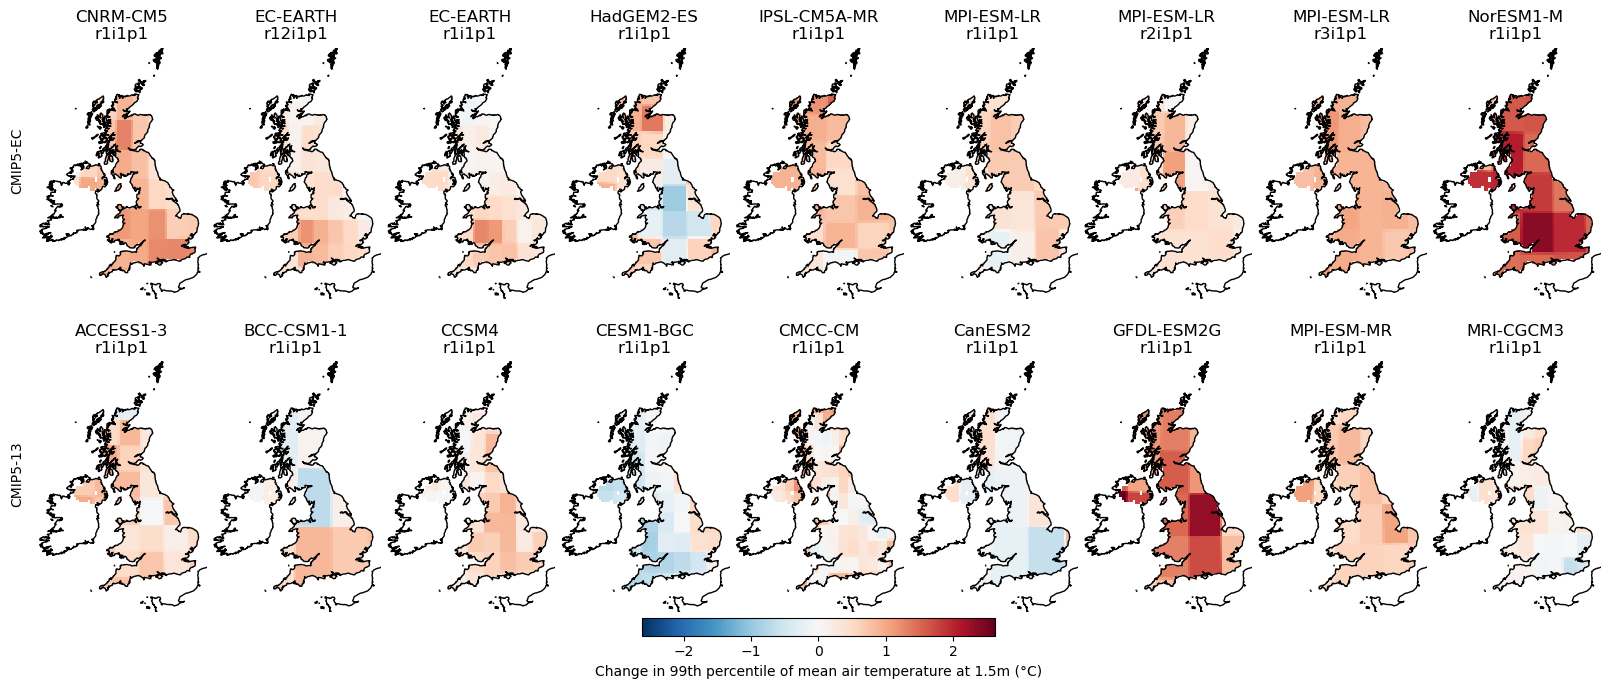 CNRM-CM5 EC-EARTH EC-EARTH HadGEM2-ES IPSL-CM5A-MR MPI-ESM-LR MPI-ESM-LR MPI-ESM-LR NorESM1-M
r1i1p1 r12i1p1 r1i1p1 r1i1p1 r1i1p1 r1i1p1 r2i1p1 r3i1p1 r1i1p1
CMIP5-EC
ACCESS1-3 BCC-CSM1-1 CCSM4 CESM1-BGC CMCC-CM CanESM2 GFDL-ESM2G MPI-ESM-MR MRI-CGCM3
r1i1p1 r1i1p1 r1i1p1 r1i1p1 r1i1p1 r1i1p1 r1i1p1 r1i1p1 r1i1p1
CMIP5-13
−2 −1 0 1 2
Change in 99th percentile of mean air temperature at 1.5m (°C)